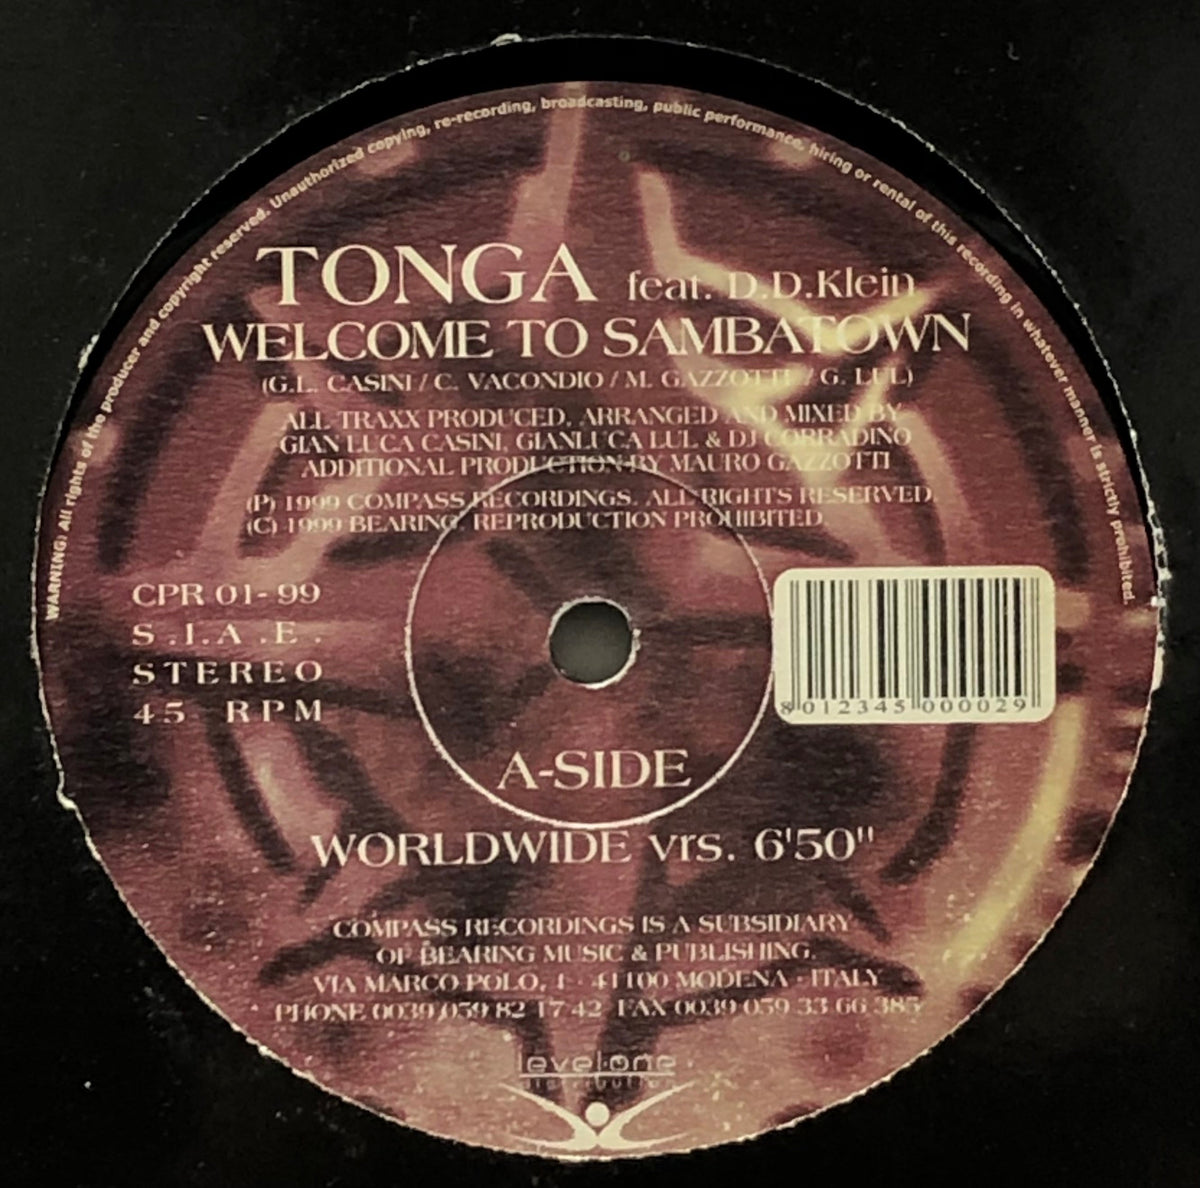 WARNING! All rights of the producer and copyright reserved. Unauthorized copying, re-recording, broadcasting, public performance, hiring or rental of this recording in whatever manner is strictly prohibited.
TONGA feat. D.D.Klein
WELCOME TO SAMBATOWN
(G.L. CASINI / C. VACONDIO / M. GAZZOTTI / G. LUL)
ALL TRAXX PRODUCED, ARRANGED AND MIXED BY
GIAN LUCA CASINI, GIANLUCA LUL & DJ CORRADINO
ADDITIONAL PRODUCTION BY MAURO GAZZOTTI
(P) 1999 COMPASS RECORDINGS. ALL RIGHTS RESERVED.
(C) 1999 BEARING. REPRODUCTION PROHIBITED.
CPR 01-99
S.I.A.E.
STEREO
45 RPM
8 012345 000029
A-SIDE
WORLDWIDE vrs. 6'50"
COMPASS RECORDINGS IS A SUBSIDIARY
OF BEARING MUSIC & PUBLISHING.
VIA MARCO POLO, 1 - 41100 MODENA - ITALY
PHONE 0039 059 82 17 42 FAX 0039 059 33 66 385
level·one
distribution